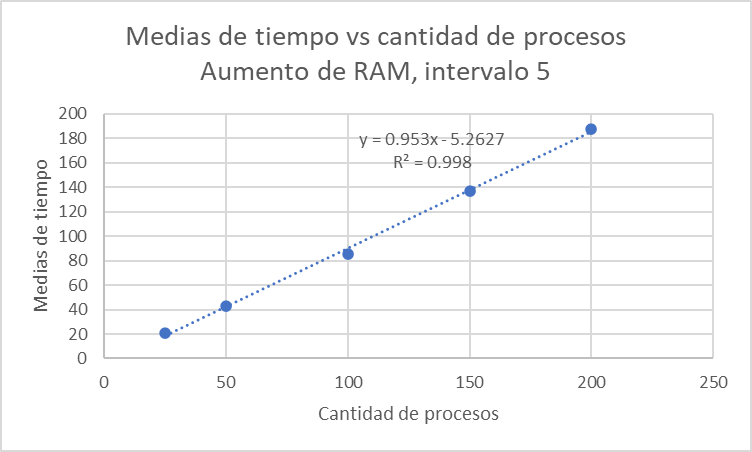 Medias de tiempo vs cantidad de procesos
Aumento de RAM, intervalo 5
Medias de tiempo
200
180
160
140
120
100
80
60
40
20
0
y = 0.953x - 5.2627
R² = 0.998
0
50
100
150
200
250
Cantidad de procesos